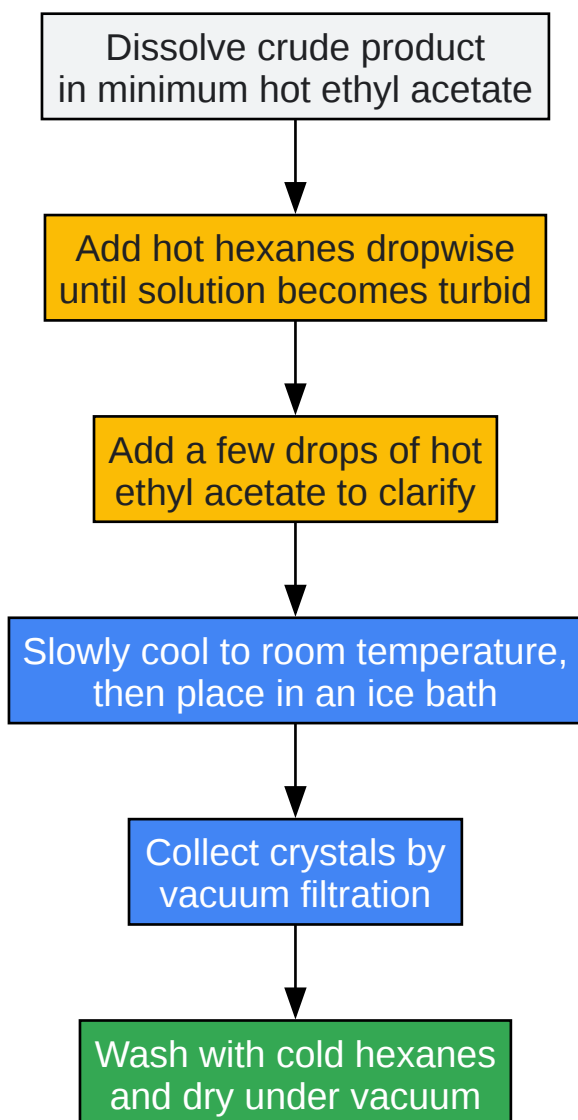 Dissolve crude product
in minimum hot ethyl acetate
Add hot hexanes dropwise
until solution becomes turbid
Add a few drops of hot
ethyl acetate to clarify
Slowly cool to room temperature,
then place in an ice bath
Collect crystals by
vacuum filtration
Wash with cold hexanes
and dry under vacuum